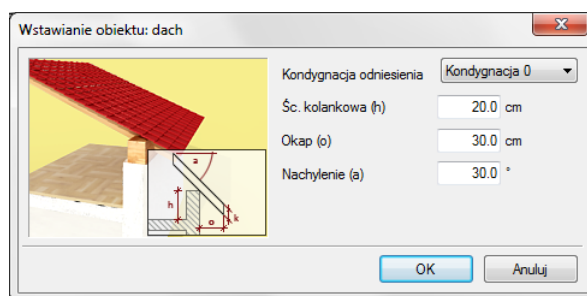 Wstawianie obiektu: dach
Kondygnacja odniesienia Kondygnacja 0
Śc. kolankowa (h) 20.0 cm
Okap (o) 30.0 cm
Nachylenie (a) 30.0 °
a
h
o
k
OK Anuluj